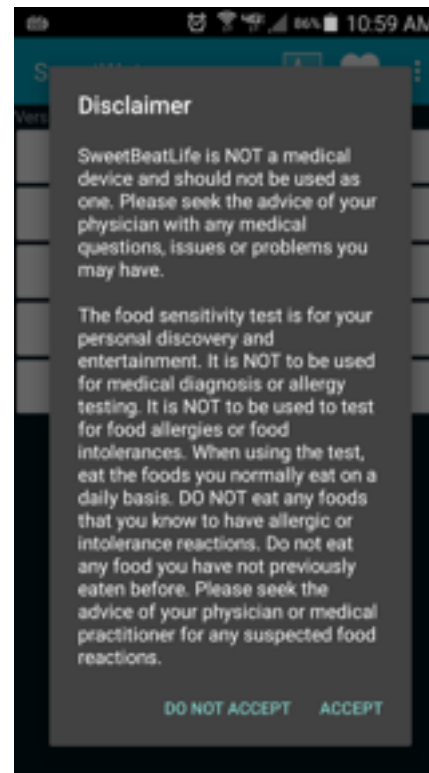 86% 10:59 AM
S
Vers
Disclaimer
SweetBeatLife is NOT a medical
device and should not be used as
one. Please seek the advice of your
physician with any medical
questions, issues or problems you
may have.
The food sensitivity test is for your
personal discovery and
entertainment. It is NOT to be used
for medical diagnosis or allergy
testing. It is NOT to be used to test
for food allergies or food
intolerances. When using the test,
eat the foods you normally eat on a
daily basis. DO NOT eat any foods
that you know to have allergic or
intolerance reactions. Do not eat
any food you have not previously
eaten before. Please seek the
advice of your physician or medical
practitioner for any suspected food
reactions.
DO NOT ACCEPT ACCEPT